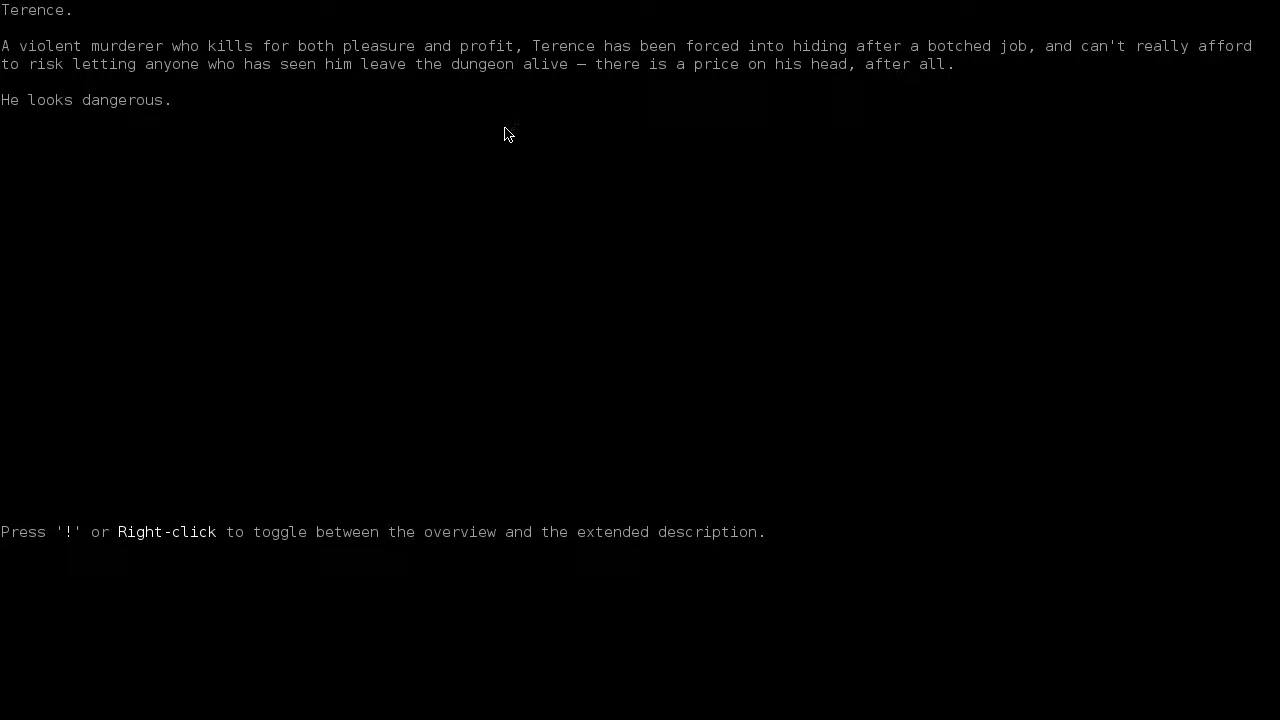 Terence.
A violent murderer who kills for both pleasure and profit, Terence has been forced into hiding after a botched job, and can't really afford
to risk letting anyone who has seen him leave the dungeon alive — there is a price on his head, after all.
He looks dangerous.
Press '!' or Right-click to toggle between the overview and the extended description.